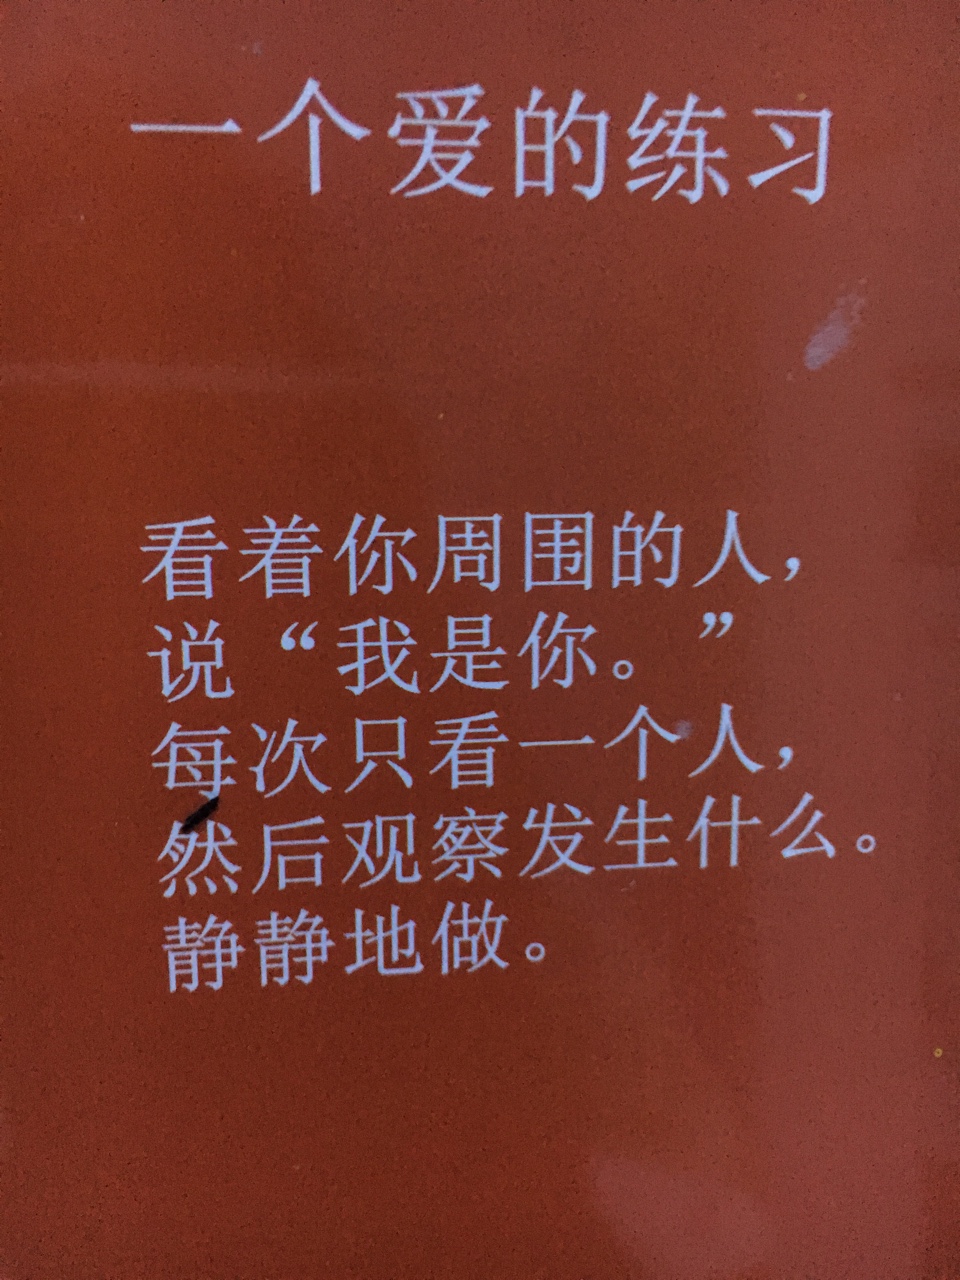 一个爱的练习
看着你周围的人，
说“我是你。”
每次只看一个人，
然后观察发生什么。
静静地做。